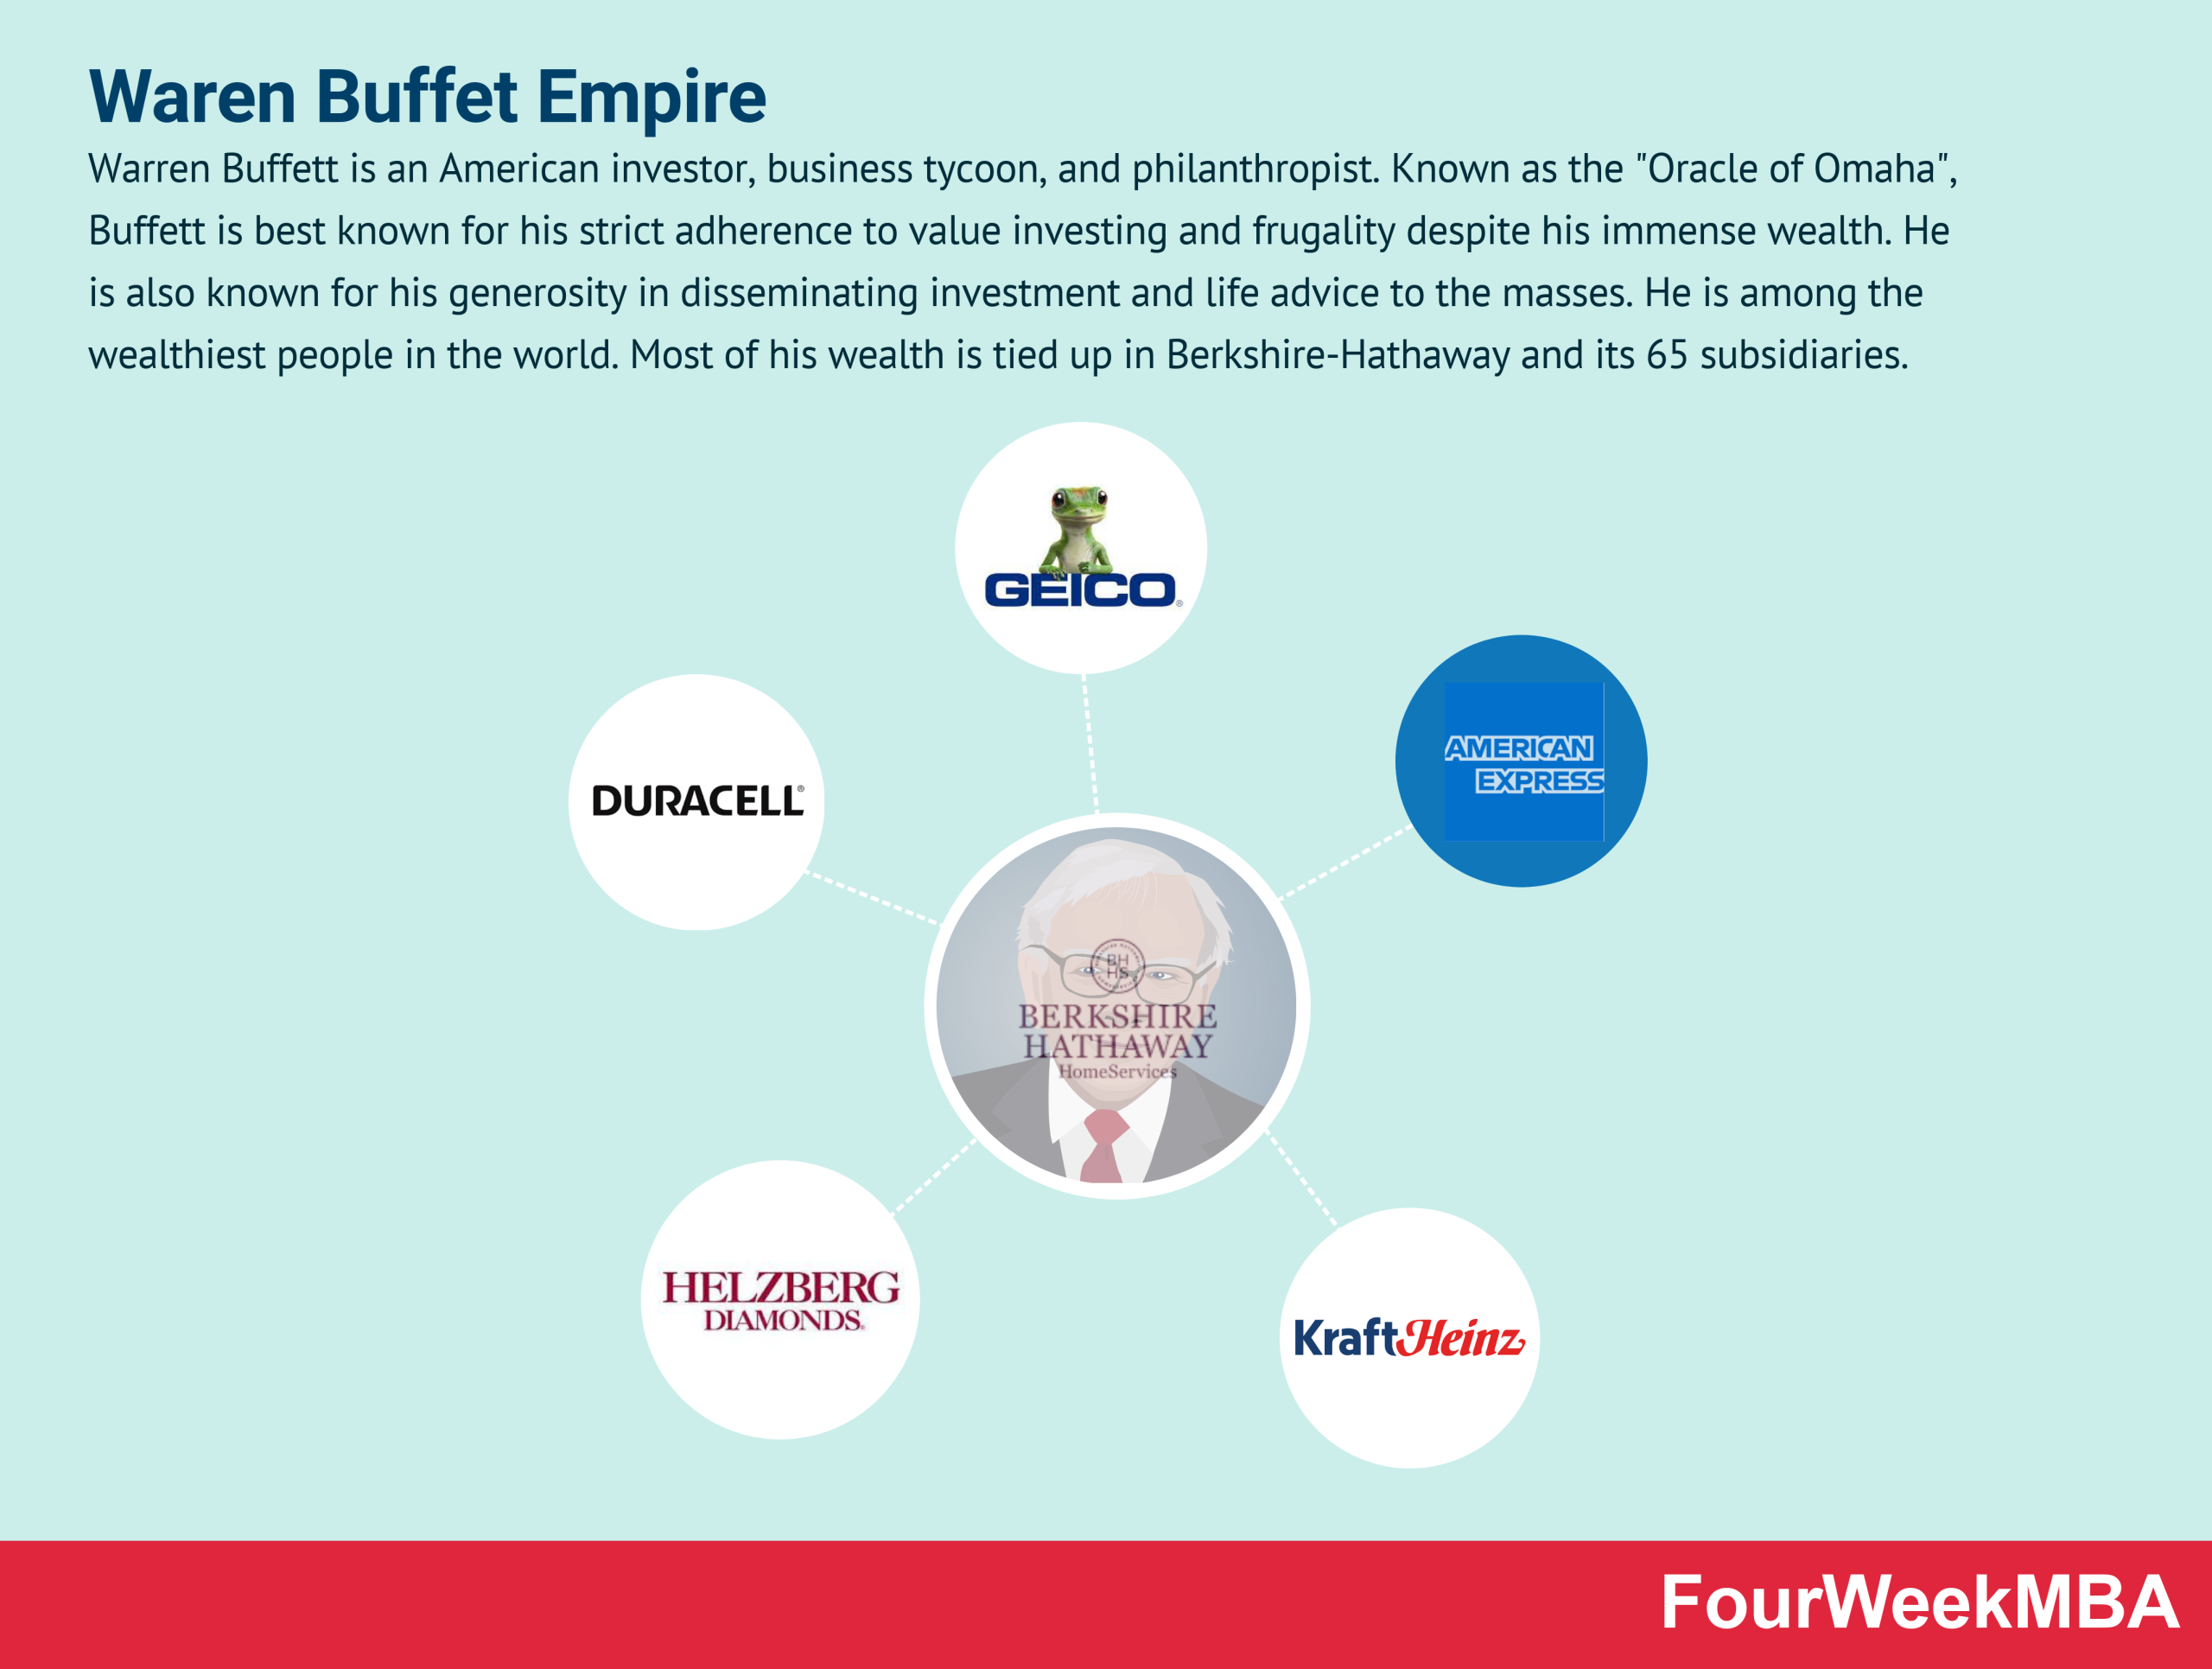 Waren Buffet Empire
Warren Buffett is an American investor, business tycoon, and philanthropist. Known as the "Oracle of Omaha",
Buffett is best known for his strict adherence to value investing and frugality despite his immense wealth. He
is also known for his generosity in disseminating investment and life advice to the masses. He is among the
wealthiest people in the world. Most of his wealth is tied up in Berkshire-Hathaway and its 65 subsidiaries.
GEICO®
AMERICAN
EXPRESS
DURACELL®
BH
HS
BERKSHIRE
HATHAWAY
HomeServices
HELZBERG
DIAMONDS
KraftHeinz
FourWeekMBA